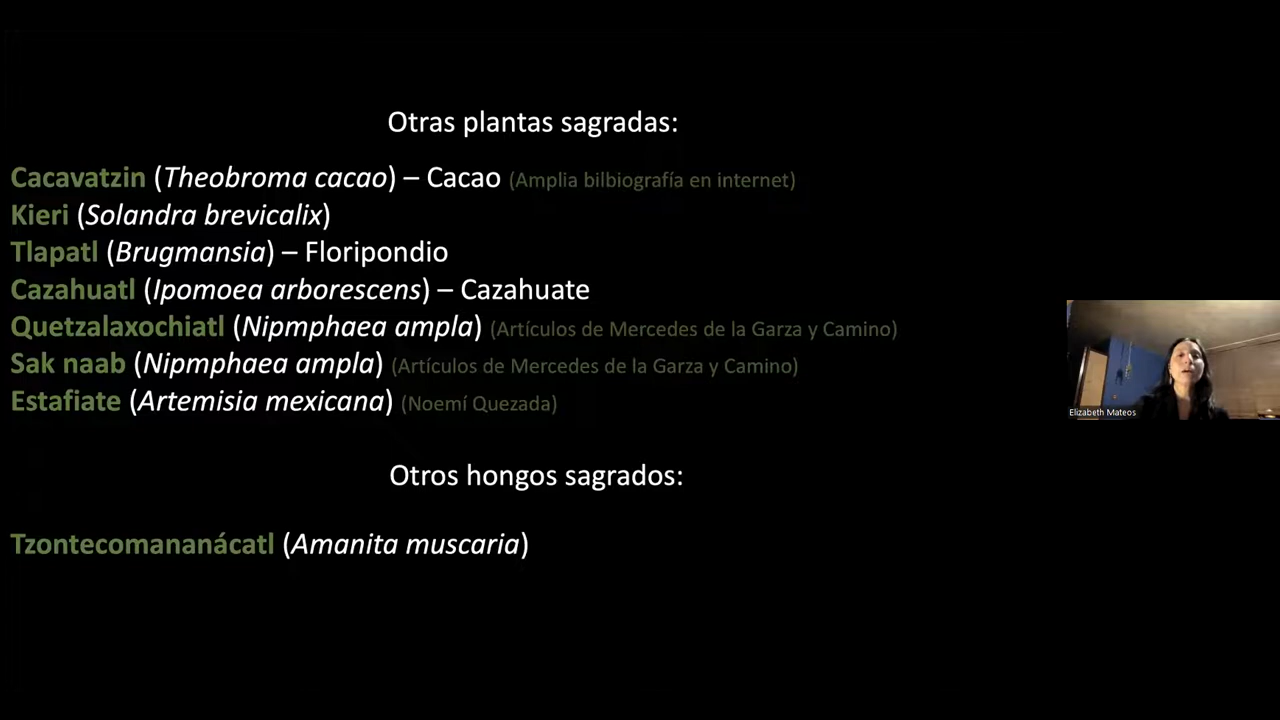 Otras plantas sagradas:
Cacavatzin (Theobroma cacao) – Cacao (Amplia bilbiografía en internet)
Kieri (Solandra brevicalix)
Tlapatl (Brugmansia) – Floripondio
Cazahuatl (Ipomoea arborescens) – Cazahuate
Quetzalaxochiatl (Nipmphaea ampla) (Artículos de Mercedes de la Garza y Camino)
Sak naab (Nipmphaea ampla) (Artículos de Mercedes de la Garza y Camino)
Estafiate (Artemisia mexicana) (Noemí Quezada)
Elizabeth Mateos
Otros hongos sagrados:
Tzontecomananácatl (Amanita muscaria)